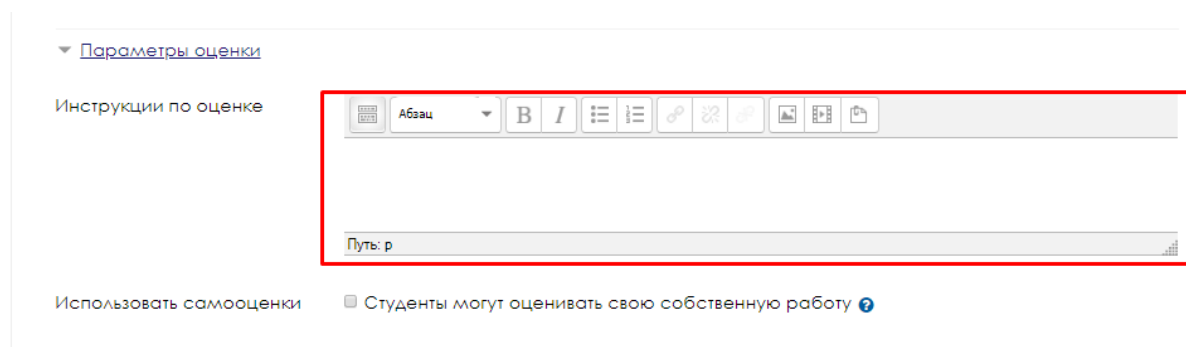 Параметры оценки
Инструкции по оценке
Абзац
B I
Путь: p
Использовать самооценки
Студенты могут оценивать свою собственную работу ?